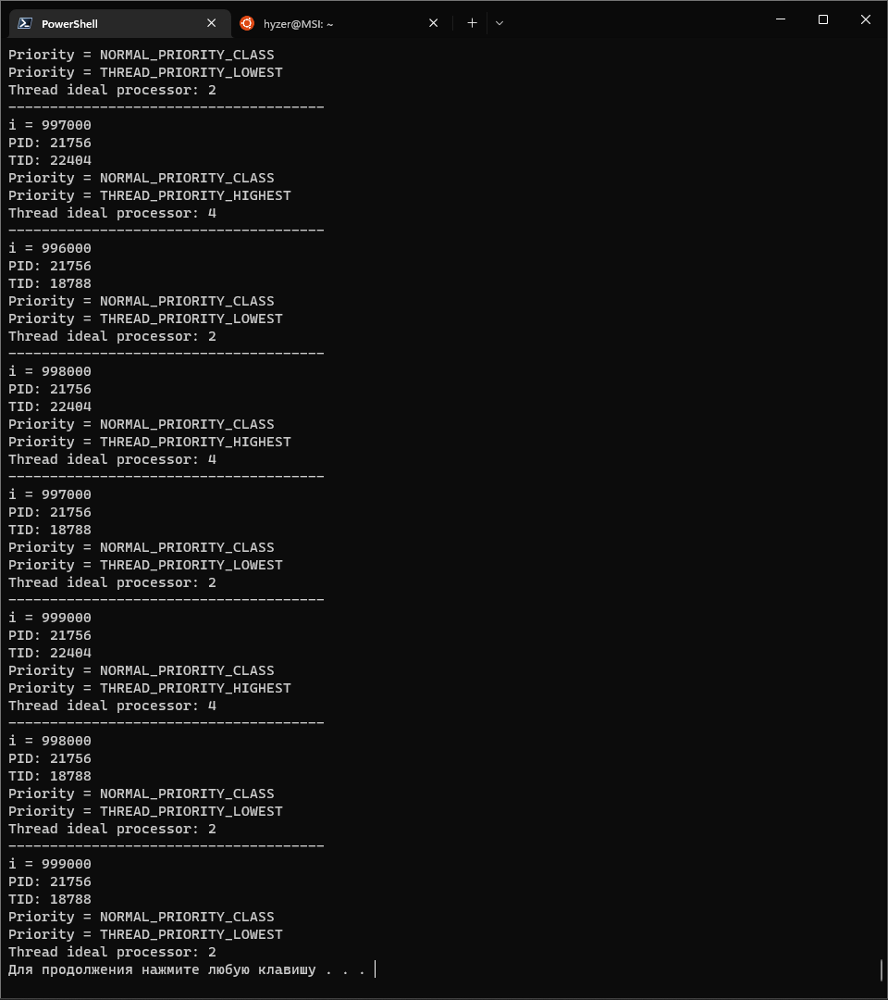 PowerShell
hyzer@MSI: ~
Priority = NORMAL_PRIORITY_CLASS
Priority = THREAD_PRIORITY_LOWEST
Thread ideal processor: 2
--------------------------------------
i = 997000
PID: 21756
TID: 22404
Priority = NORMAL_PRIORITY_CLASS
Priority = THREAD_PRIORITY_HIGHEST
Thread ideal processor: 4
--------------------------------------
i = 996000
PID: 21756
TID: 18788
Priority = NORMAL_PRIORITY_CLASS
Priority = THREAD_PRIORITY_LOWEST
Thread ideal processor: 2
--------------------------------------
i = 998000
PID: 21756
TID: 22404
Priority = NORMAL_PRIORITY_CLASS
Priority = THREAD_PRIORITY_HIGHEST
Thread ideal processor: 4
--------------------------------------
i = 997000
PID: 21756
TID: 18788
Priority = NORMAL_PRIORITY_CLASS
Priority = THREAD_PRIORITY_LOWEST
Thread ideal processor: 2
--------------------------------------
i = 999000
PID: 21756
TID: 22404
Priority = NORMAL_PRIORITY_CLASS
Priority = THREAD_PRIORITY_HIGHEST
Thread ideal processor: 4
--------------------------------------
i = 998000
PID: 21756
TID: 18788
Priority = NORMAL_PRIORITY_CLASS
Priority = THREAD_PRIORITY_LOWEST
Thread ideal processor: 2
--------------------------------------
i = 999000
PID: 21756
TID: 18788
Priority = NORMAL_PRIORITY_CLASS
Priority = THREAD_PRIORITY_LOWEST
Thread ideal processor: 2
Для продолжения нажмите любую клавишу . . .